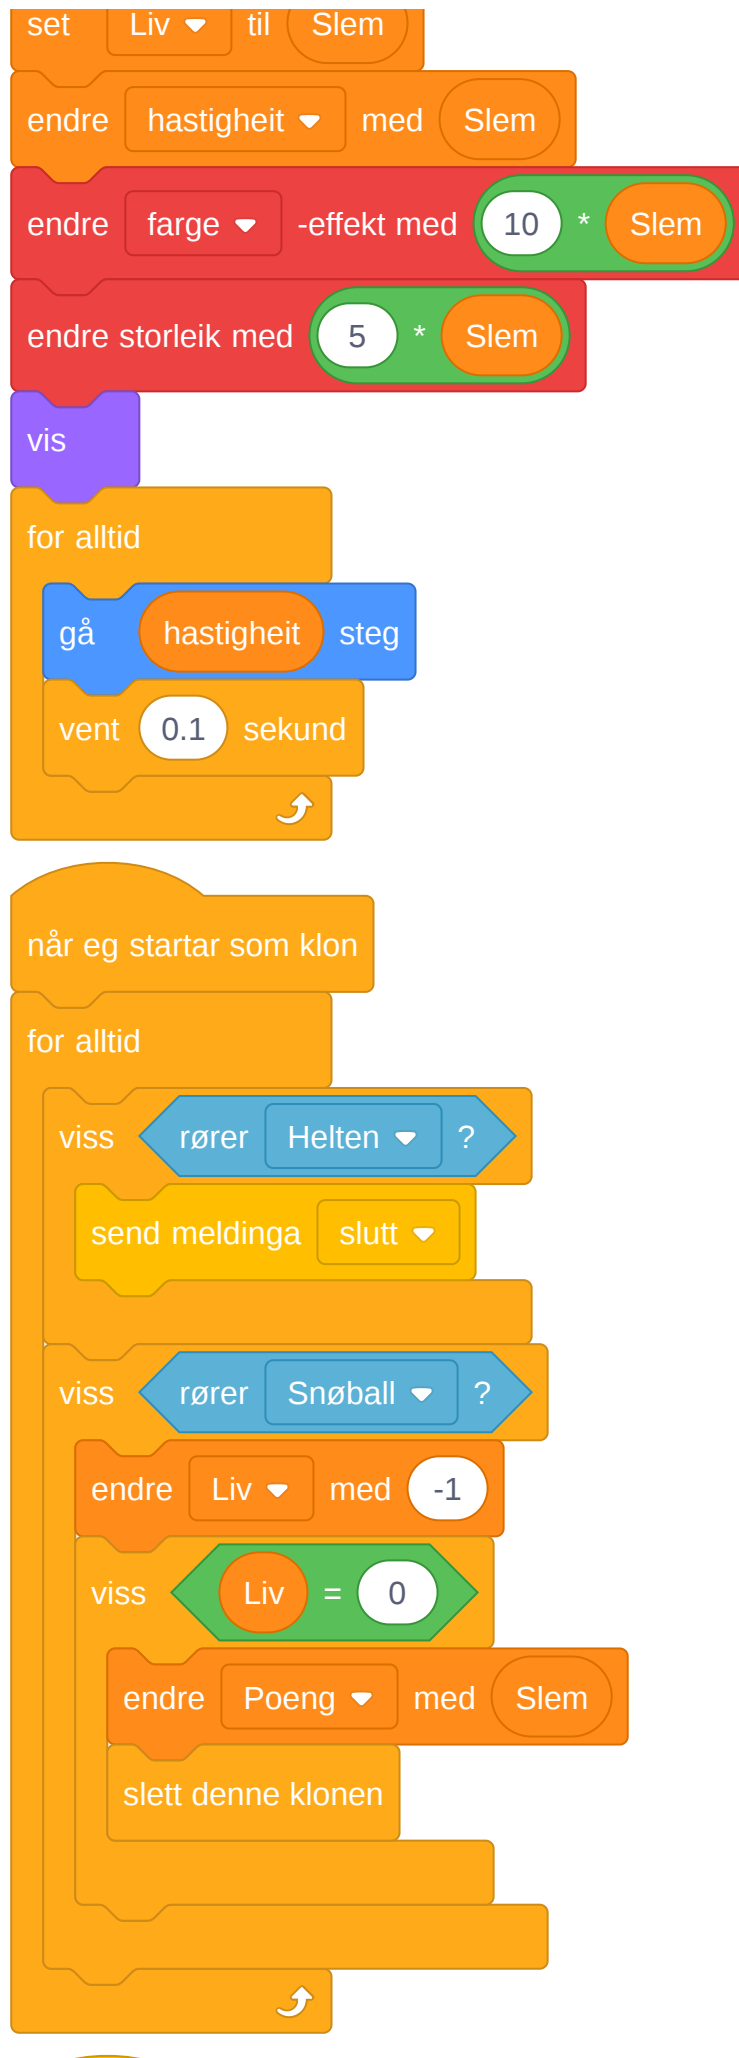 set Liv til Slem
endre hastigheit med Slem
endre farge -effekt med 10 * Slem
endre storleik med 5 * Slem
vis
for alltid
gå hastigheit steg
vent 0.1 sekund
når eg startar som klon
for alltid
viss rører Helten ?
send meldinga slutt
viss rører Snøball ?
endre Liv med -1
viss Liv = 0
endre Poeng med Slem
slett denne klonen